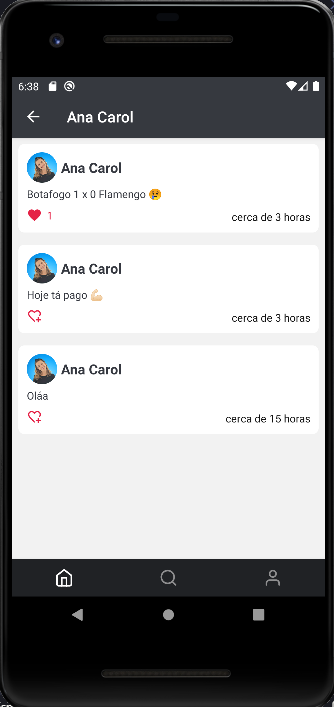 6:38
Ana Carol
Ana Carol
Botafogo 1 x 0 Flamengo 😢
1
cerca de 3 horas
Ana Carol
Hoje tá pago 💪🏻
cerca de 3 horas
Ana Carol
Oláa
cerca de 15 horas